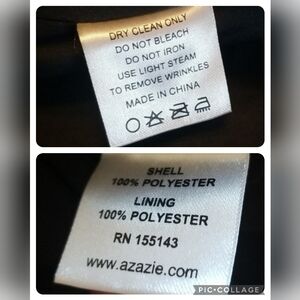 DRY CLEAN ONLY
DO NOT BLEACH
DO NOT IRON
USE LIGHT STEAM
TO REMOVE WRINKLES
MADE IN CHINA
SHELL
100% POLYESTER
LINING
100% POLYESTER
RN 155143
www.azazie.com
PIC•COLLAGE